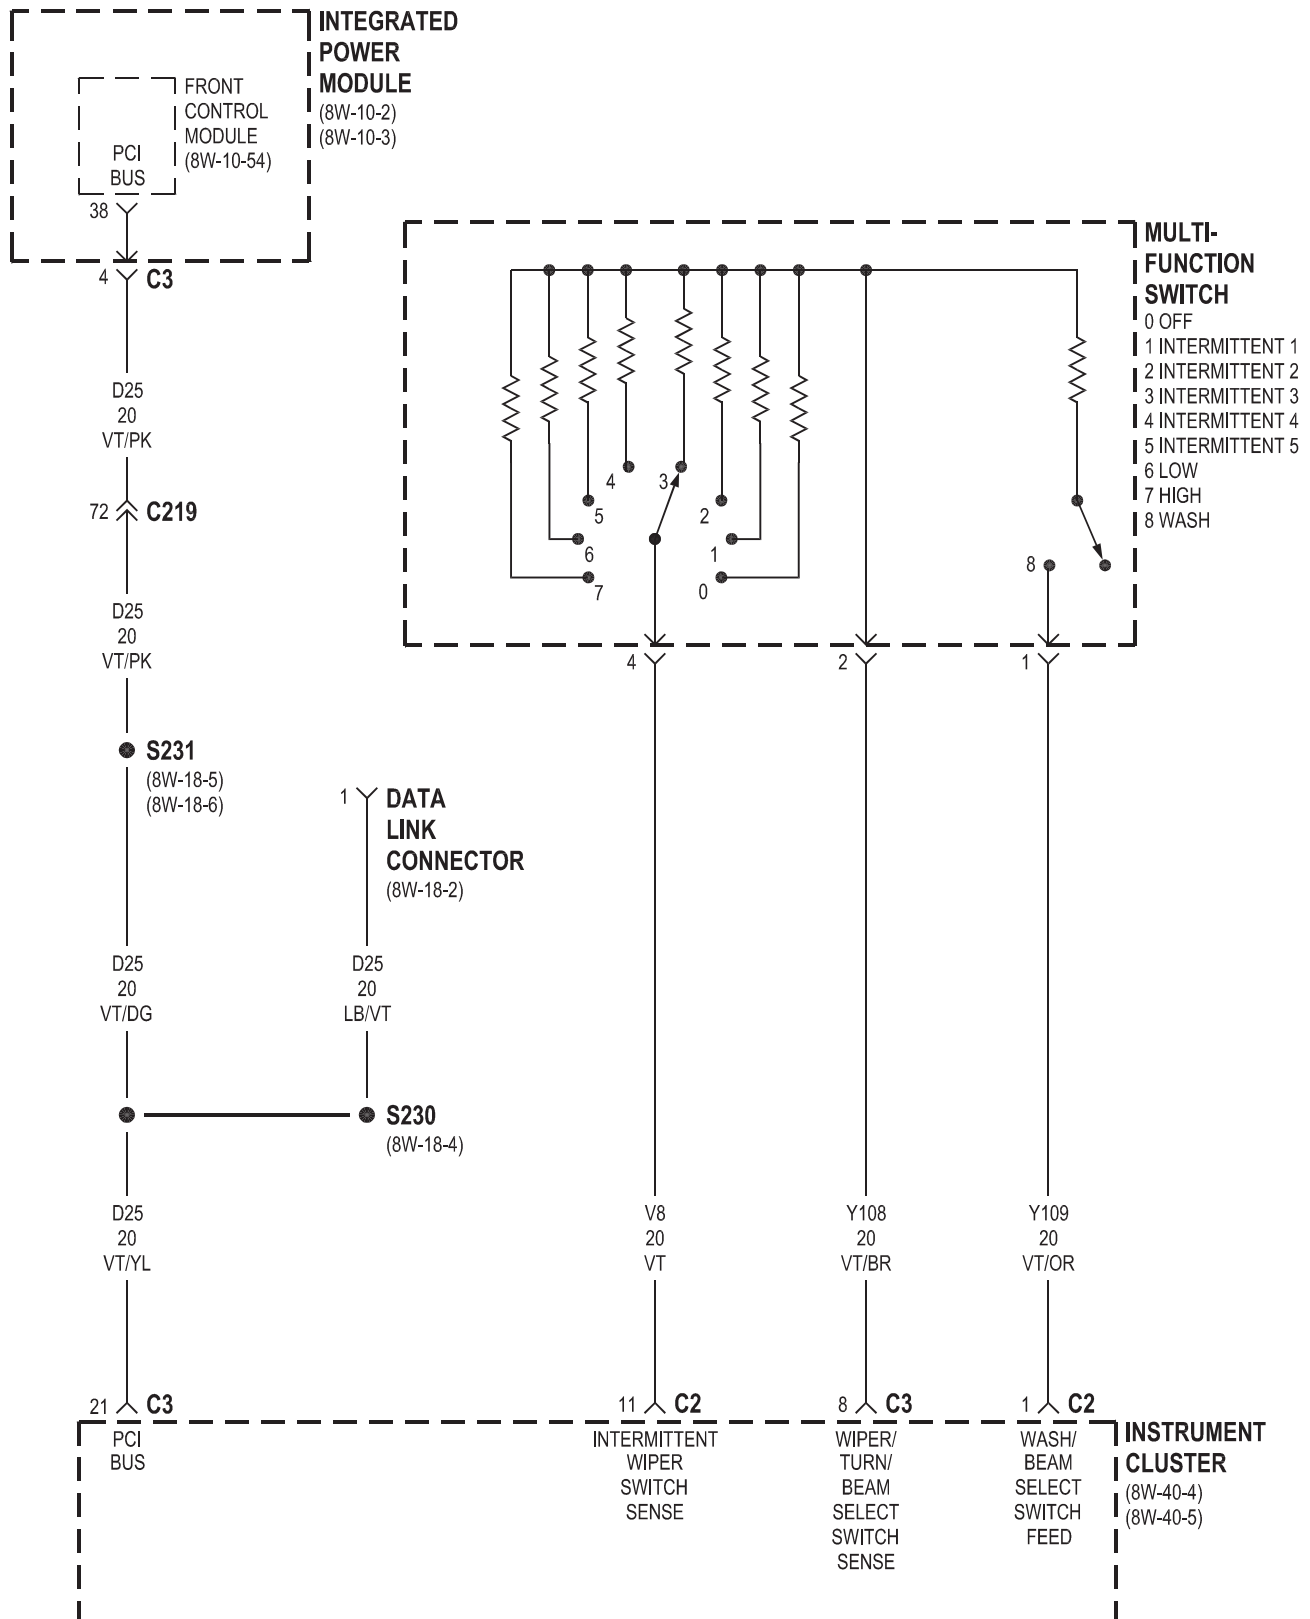 INTEGRATED
POWER
MODULE
(8W-10-2)
(8W-10-3)
FRONT
CONTROL
MODULE
(8W-10-54)
PCI
BUS
38
4 C3
D25
20
VT/PK
72 C219
D25
20
VT/PK
S231
(8W-18-5)
(8W-18-6)
1 DATA
LINK
CONNECTOR
(8W-18-2)
D25
20
VT/DG
D25
20
LB/VT
S230
(8W-18-4)
D25
20
VT/YL
21 C3
PCI
BUS
MULTI-
FUNCTION
SWITCH
0 OFF
1 INTERMITTENT 1
2 INTERMITTENT 2
3 INTERMITTENT 3
4 INTERMITTENT 4
5 INTERMITTENT 5
6 LOW
7 HIGH
8 WASH
4 3
5 2
6 1
7 0
8
4 2 1
V8
20
VT
Y108
20
VT/BR
Y109
20
VT/OR
11 C2
INTERMITTENT
WIPER
SWITCH
SENSE
8 C3
WIPER/
TURN/
BEAM
SELECT
SWITCH
SENSE
1 C2
WASH/
BEAM
SELECT
SWITCH
FEED
INSTRUMENT
CLUSTER
(8W-40-4)
(8W-40-5)